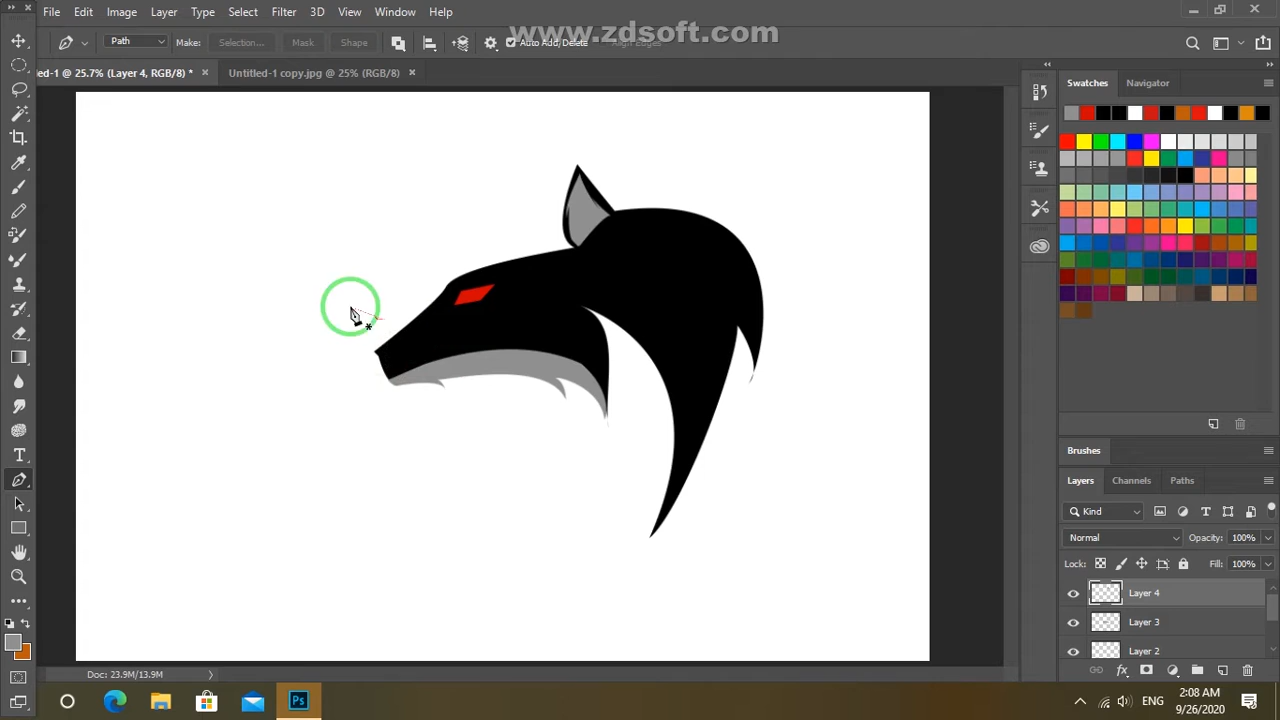 File Edit Image Layer Type Select Filter 3D View Window Help
www.zdsoft.com
Path Make: Selection... Mask Shape Auto Add/Delete Align Edges
ed-1 @ 25.7% (Layer 4, RGB/8) * × Untitled-1 copy.jpg @ 25% (RGB/8) ×
Swatches Navigator
Brushes
Layers Channels Paths
Kind
Normal Opacity: 100%
Lock: Fill: 100%
Layer 4
Layer 3
Layer 2
Doc: 23.9M/13.9M
Ps ENG 2:08 AM
9/26/2020